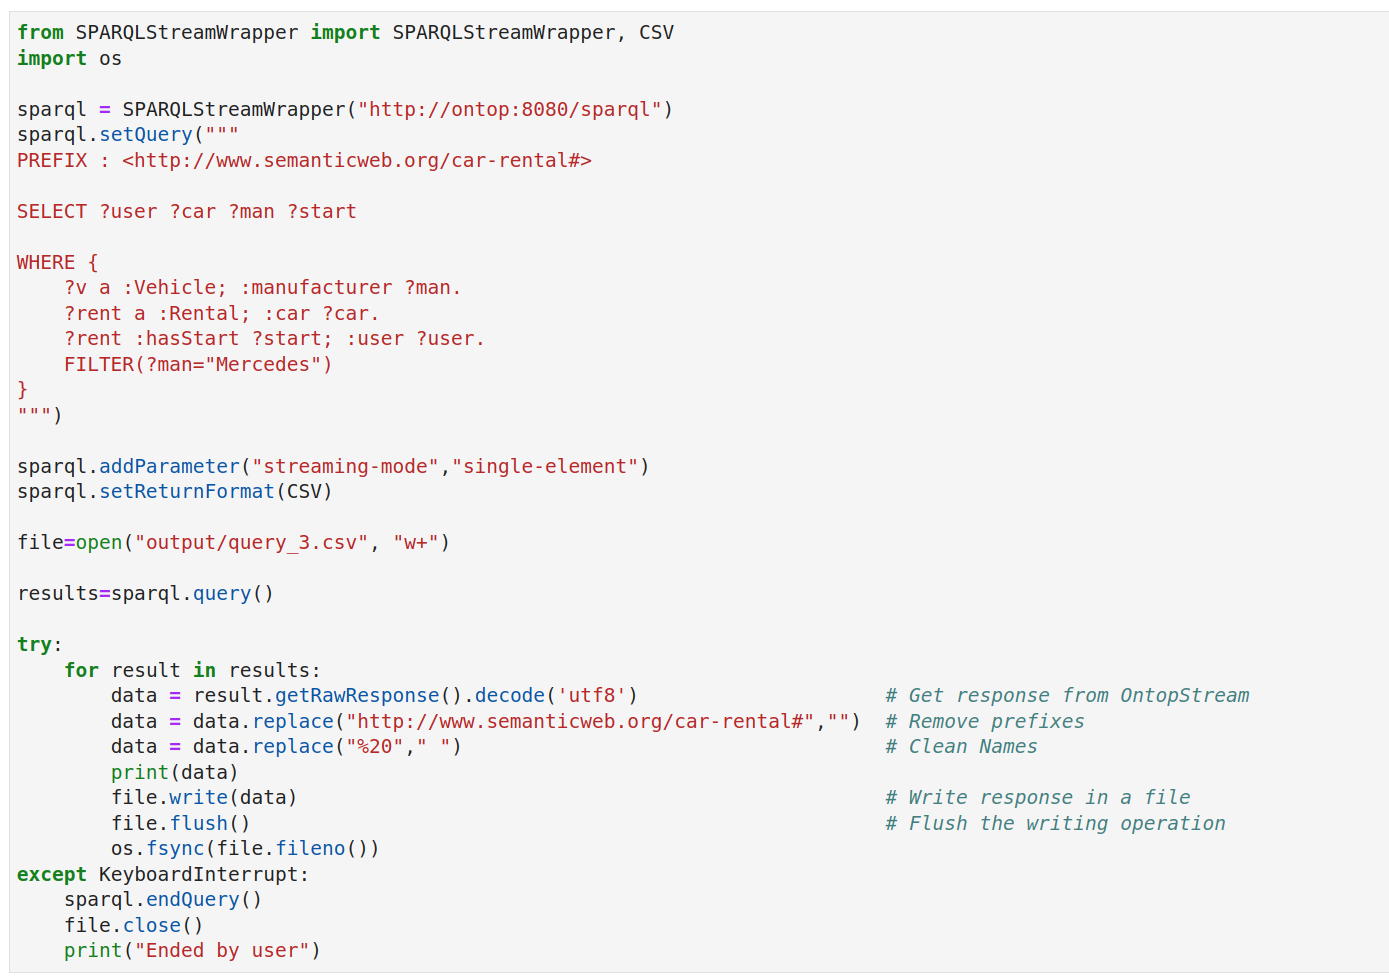 from SPARQLStreamWrapper import SPARQLStreamWrapper, CSV
import os

sparql = SPARQLStreamWrapper("http://ontop:8080/sparql")
sparql.setQuery("""
PREFIX : <http://www.semanticweb.org/car-rental#>

SELECT ?user ?car ?man ?start

WHERE {
    ?v a :Vehicle; :manufacturer ?man.
    ?rent a :Rental; :car ?car.
    ?rent :hasStart ?start; :user ?user.
    FILTER(?man="Mercedes")
}
""")

sparql.addParameter("streaming-mode","single-element")
sparql.setReturnFormat(CSV)

file=open("output/query_3.csv", "w+")

results=sparql.query()

try:
    for result in results:
        data = result.getRawResponse().decode('utf8')                     # Get response from OntopStream
        data = data.replace("http://www.semanticweb.org/car-rental#","")  # Remove prefixes
        data = data.replace("%20"," ")                                    # Clean Names
        print(data)
        file.write(data)                                                  # Write response in a file
        file.flush()                                                      # Flush the writing operation
        os.fsync(file.fileno())
except KeyboardInterrupt:
    sparql.endQuery()
    file.close()
    print("Ended by user")